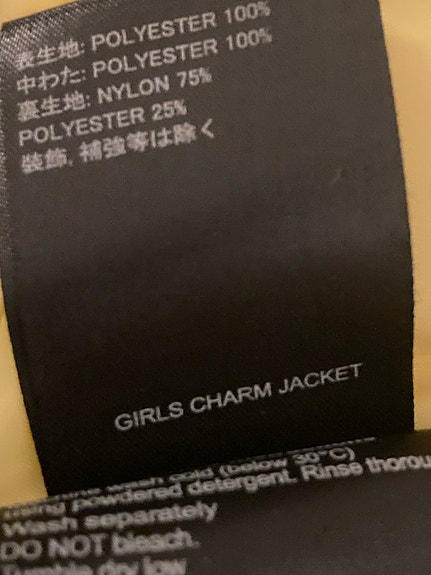 表生地: POLYESTER 100%
中わた: POLYESTER 100%
裏生地: NYLON 75%
POLYESTER 25%
装飾, 補強等は除く
GIRLS CHARM JACKET
wash cold (below 30°C)
using powdered detergent. Rinse thorou
Wash separately
DO NOT bleach.
Tumble dry low